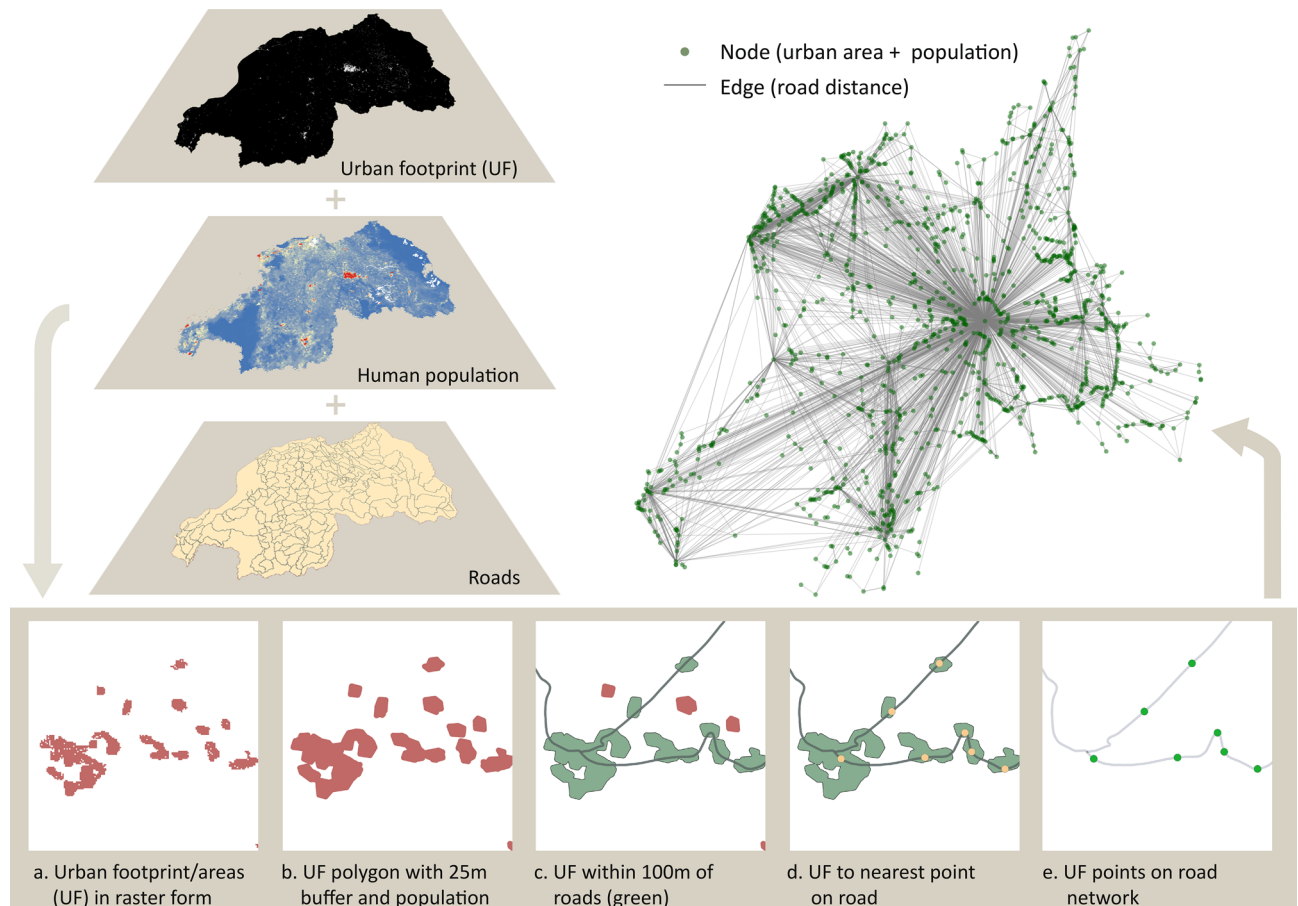 Urban footprint (UF)
+
Human population
+
Roads
Node (urban area + population)
Edge (road distance)
a. Urban footprint/areas
(UF) in raster form
b. UF polygon with 25m
buffer and population
c. UF within 100m of
roads (green)
d. UF to nearest point
on road
e. UF points on road
network